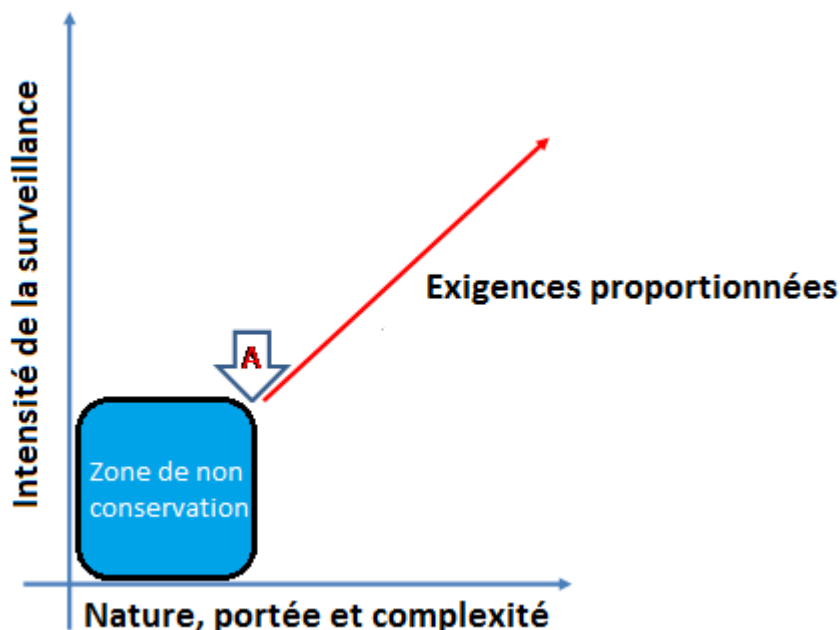 Intensité de la surveillance
A
Exigences proportionnées
Zone de non
conservation
Nature, portée et complexité